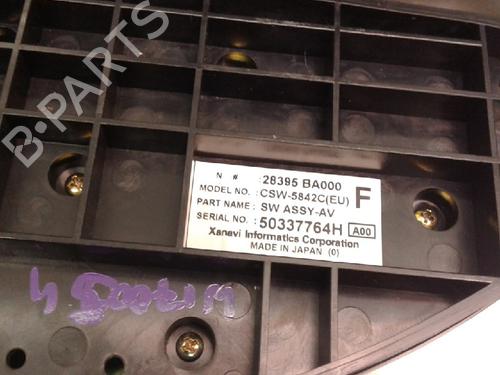 B-PARTS
N # :28395 BA000
MODEL NO. :CSW-5842C(EU) F
PART NAME: SW ASSY-AV
SERIAL NO. :50337764H A00
Xanavi Informatics Corporation
MADE IN JAPAN (0)